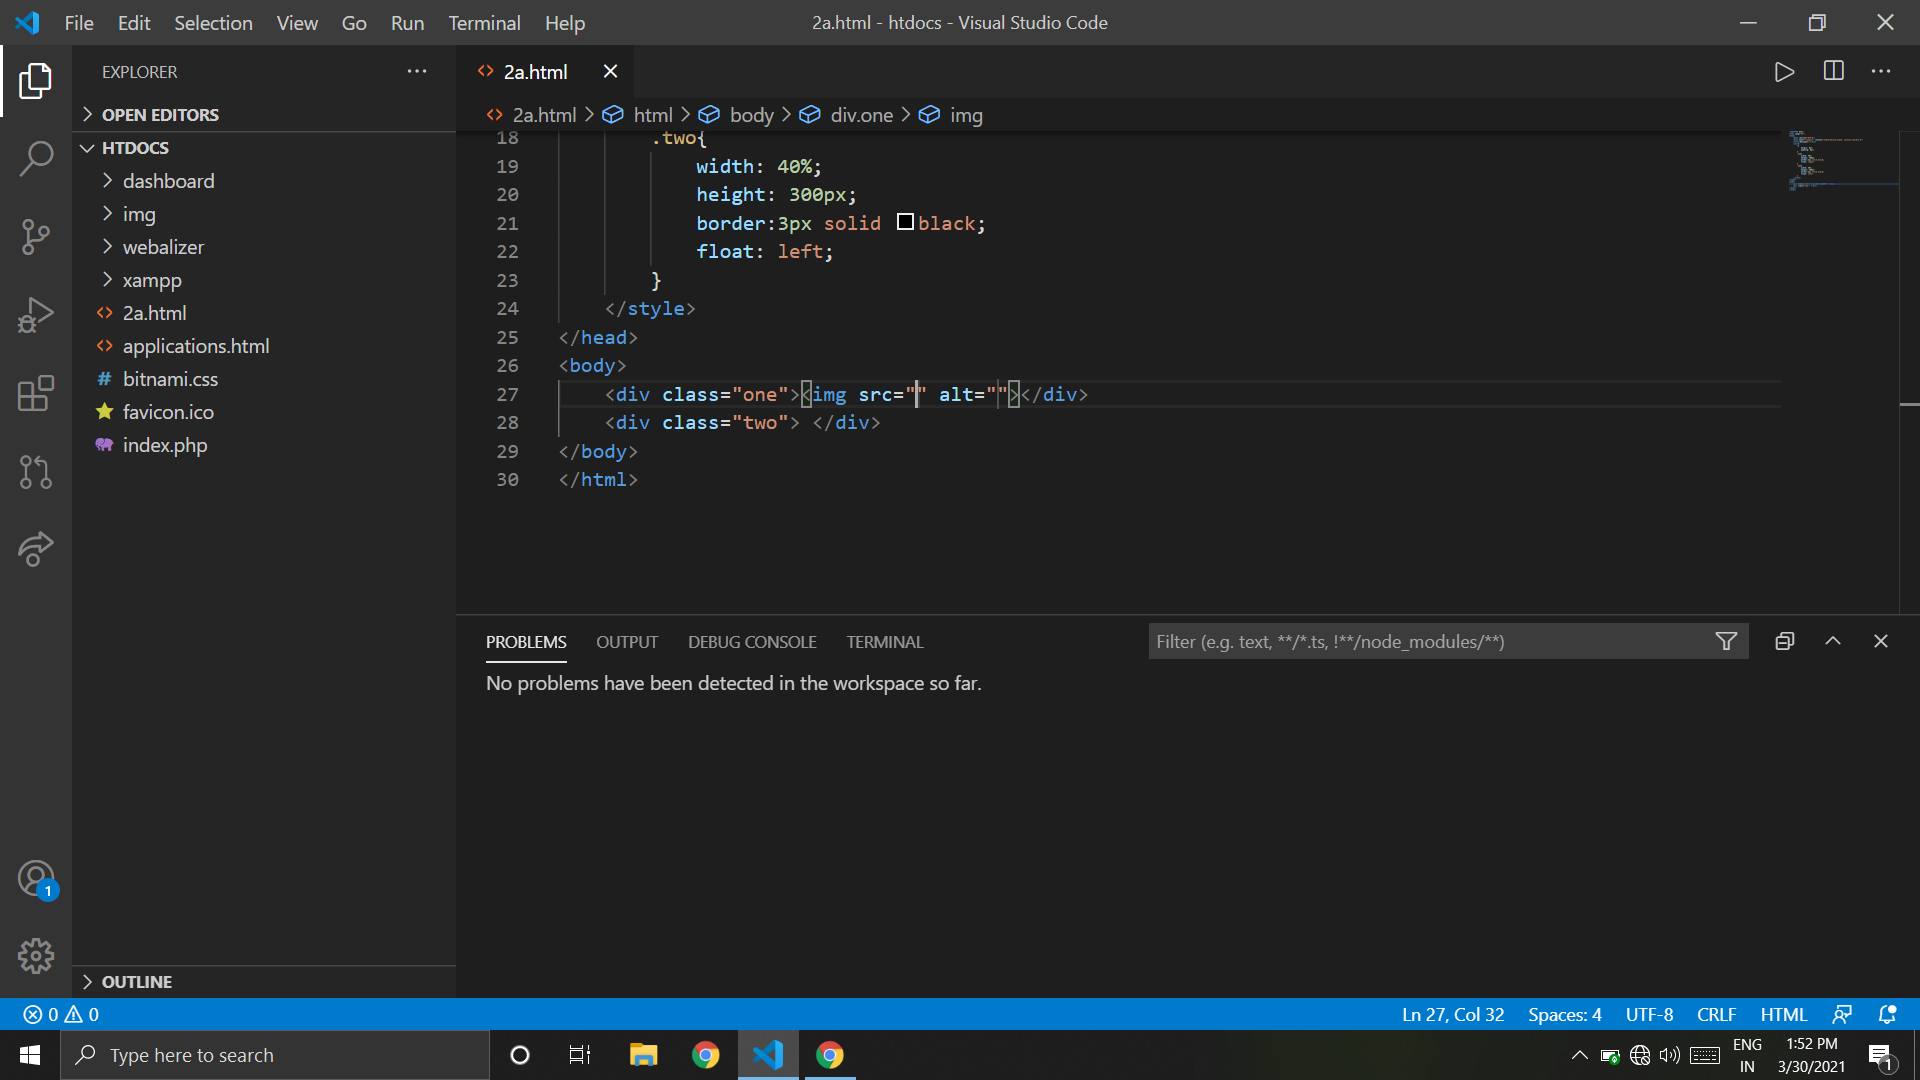 File Edit Selection View Go Run Terminal Help
2a.html - htdocs - Visual Studio Code
EXPLORER
OPEN EDITORS
HTDOCS
dashboard
img
webalizer
xampp
2a.html
applications.html
bitnami.css
favicon.ico
index.php
OUTLINE
2a.html
2a.html > html > body > div.one > img
18 .two{
19 width: 40%;
20 height: 300px;
21 border:3px solid black;
22 float: left;
23 }
24 </style>
25 </head>
26 <body>
27 <div class="one"><img src="" alt=""></div>
28 <div class="two"> </div>
29 </body>
30 </html>
PROBLEMS OUTPUT DEBUG CONSOLE TERMINAL
Filter (e.g. text, **/*.ts, !**/node_modules/**)
No problems have been detected in the workspace so far.
1
0 0
Ln 27, Col 32 Spaces: 4 UTF-8 CRLF HTML
Type here to search
ENG
IN
1:52 PM
3/30/2021
1